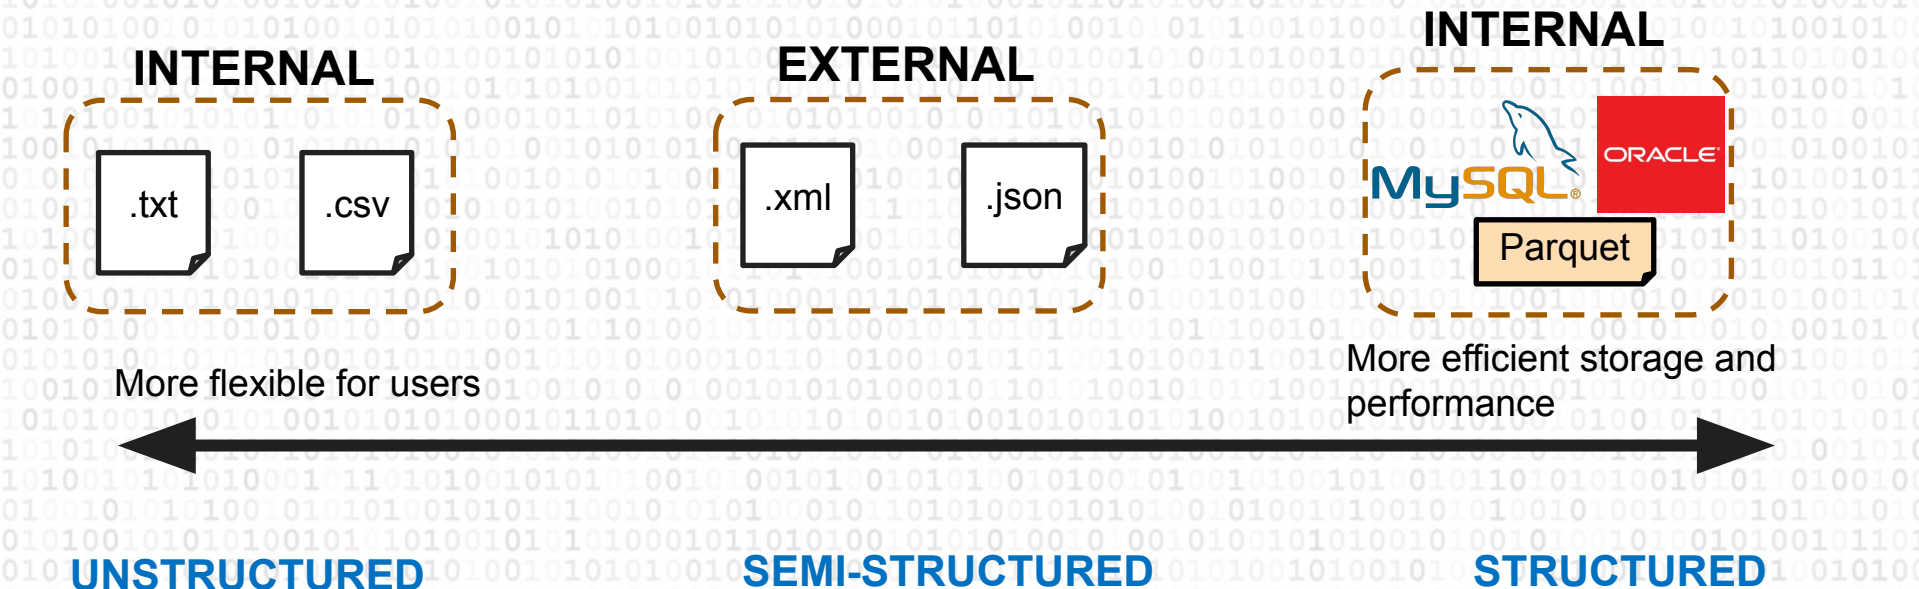 INTERNAL
EXTERNAL
INTERNAL
.txt
.csv
.xml
.json
MySQL®
ORACLE®
Parquet
More flexible for users
More efficient storage and
performance
UNSTRUCTURED
SEMI-STRUCTURED
STRUCTURED